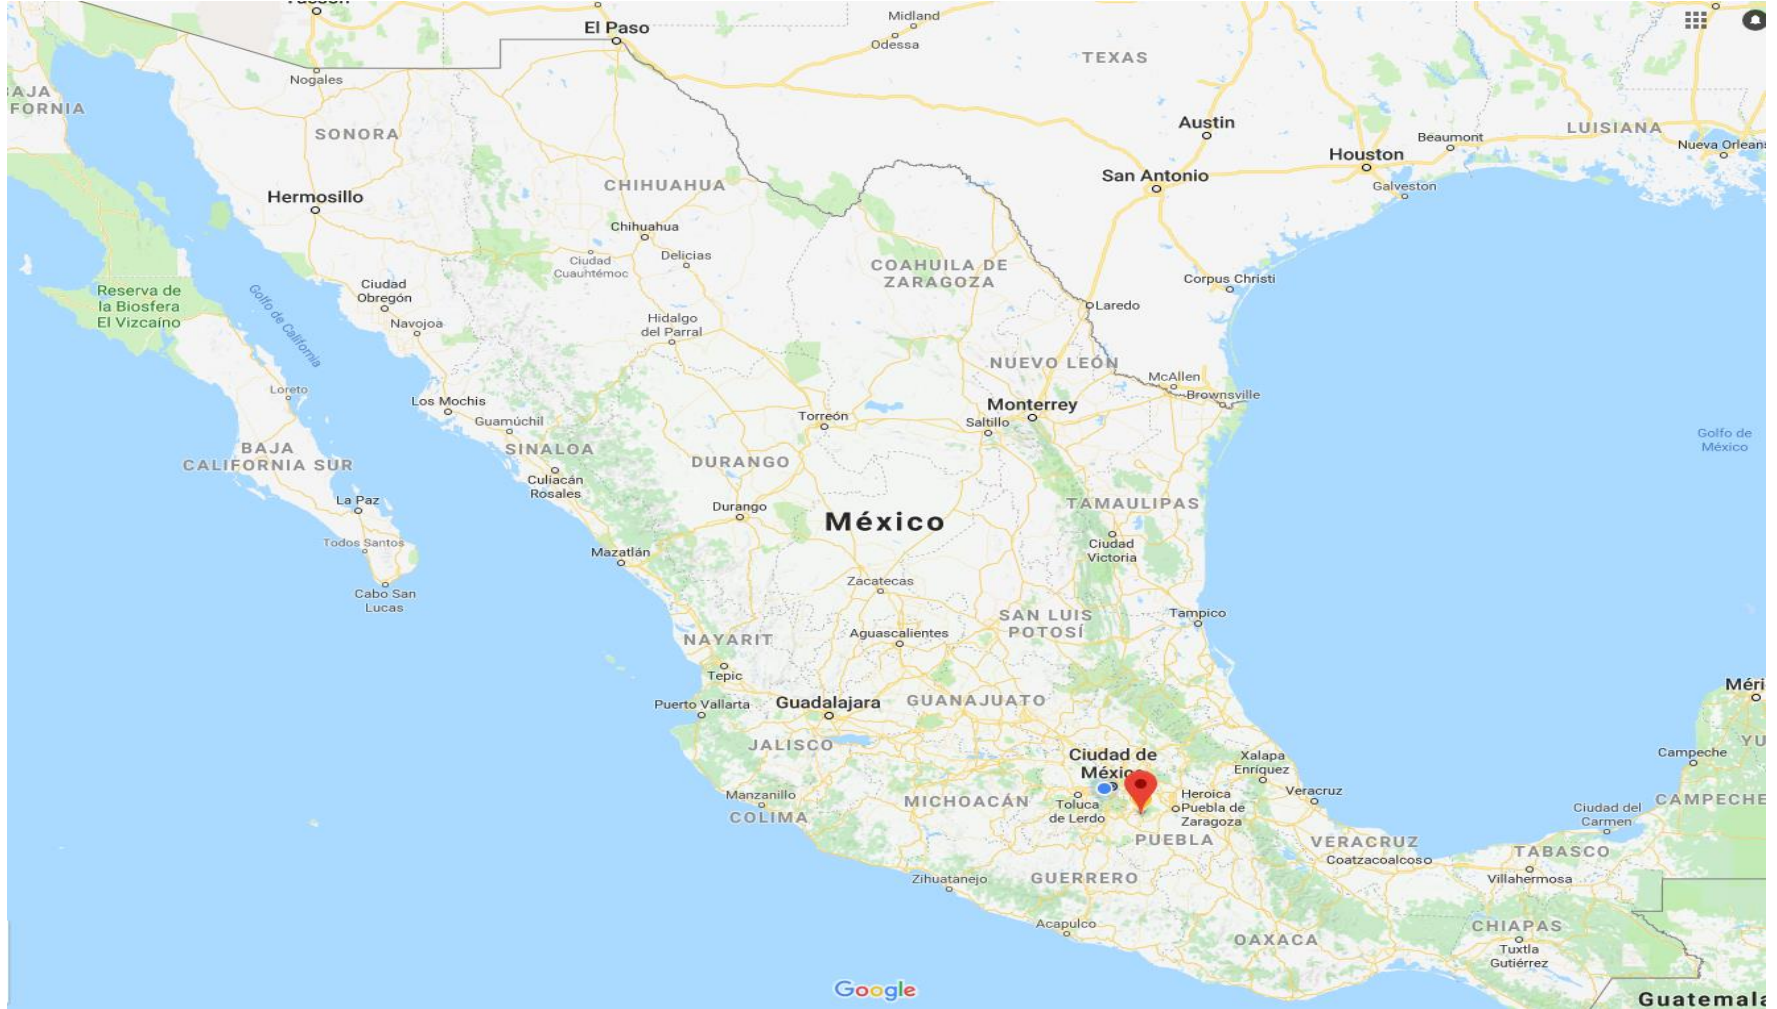 Tucson
El Paso
Midland
Odessa
TEXAS
Nogales
BAJA
CALIFORNIA
SONORA
Austin
Beaumont
LUISIANA
Nueva Orleans
Houston
CHIHUAHUA
San Antonio
Galveston
Hermosillo
Chihuahua
Delicias
Ciudad
Cuauhtémoc
COAHUILA DE
ZARAGOZA
Corpus Christi
Reserva de
la Biosfera
El Vizcaíno
Golfo de California
Ciudad
Obregón
Navojoa
Hidalgo
del Parral
Laredo
NUEVO LEÓN
McAllen
Brownsville
Loreto
Los Mochis
Guamúchil
Torreón
Monterrey
Saltillo
Golfo de
México
BAJA
CALIFORNIA SUR
SINALOA
Culiacán
Rosales
DURANGO
La Paz
Durango
México
TAMAULIPAS
Todos Santos
Mazatlán
Ciudad
Victoria
Cabo San
Lucas
Zacatecas
SAN LUIS
POTOSÍ
Tampico
NAYARIT
Aguascalientes
Tepic
Puerto Vallarta
Guadalajara
GUANAJUATO
Méri
JALISCO
Ciudad de
México
Xalapa
Enríquez
Campeche
YU
Manzanillo
COLIMA
MICHOACÁN
Toluca
de Lerdo
Heroica
Puebla de
Zaragoza
Veracruz
Ciudad del
Carmen
CAMPECHE
PUEBLA
VERACRUZ
Coatzacoalcos
TABASCO
Villahermosa
Zihuatanejo
GUERRERO
Acapulco
OAXACA
CHIAPAS
Tuxtla
Gutiérrez
Google
Guatemala